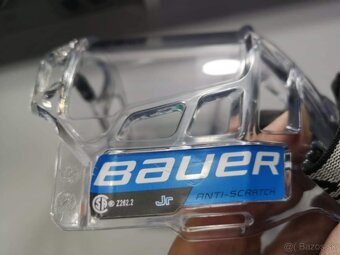 BAUER
ANTI-SCRATCH
® Z262.2 Jr
© Bazos.sk